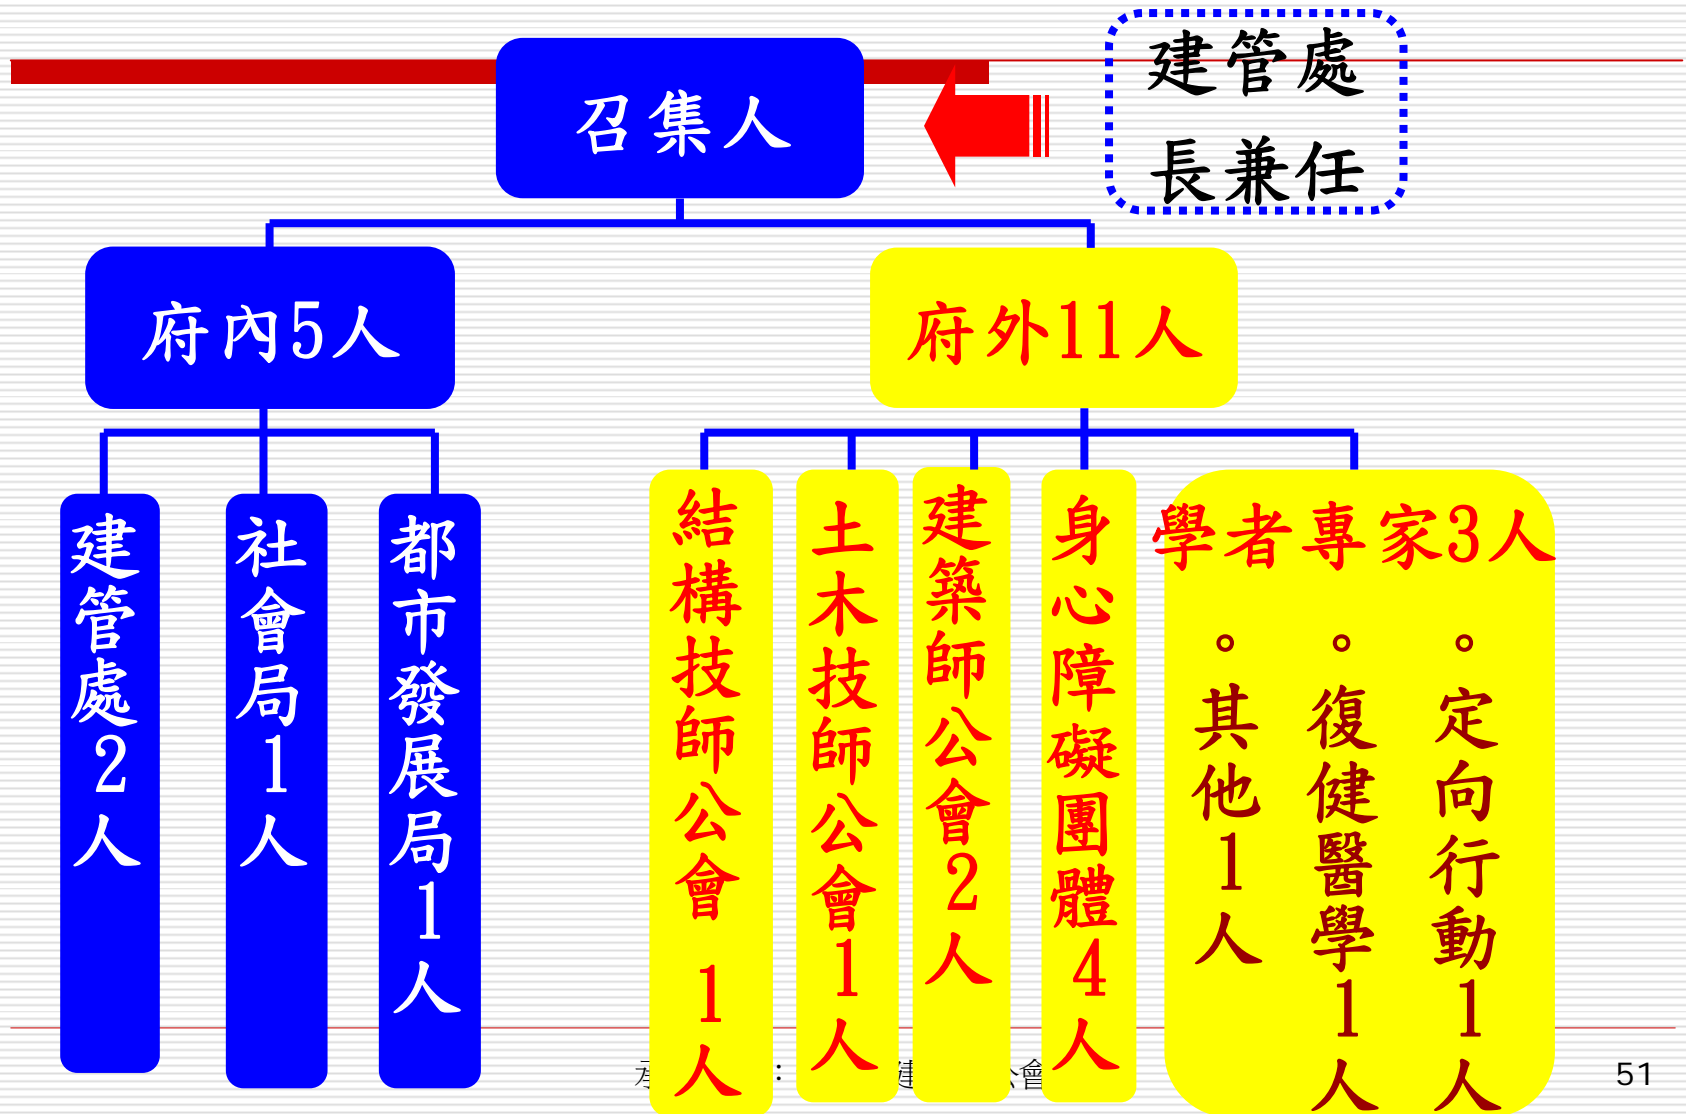 召集人
建管處
長兼任
府內5人
府外11人
建管處2人
社會局1人
都市發展局1人
結構技師公會 1人
土木技師公會1人
建築師公會2人
身心障礙團體4人
學者專家3人
。定向行動1人
。復健醫學1人
。其他1人
51